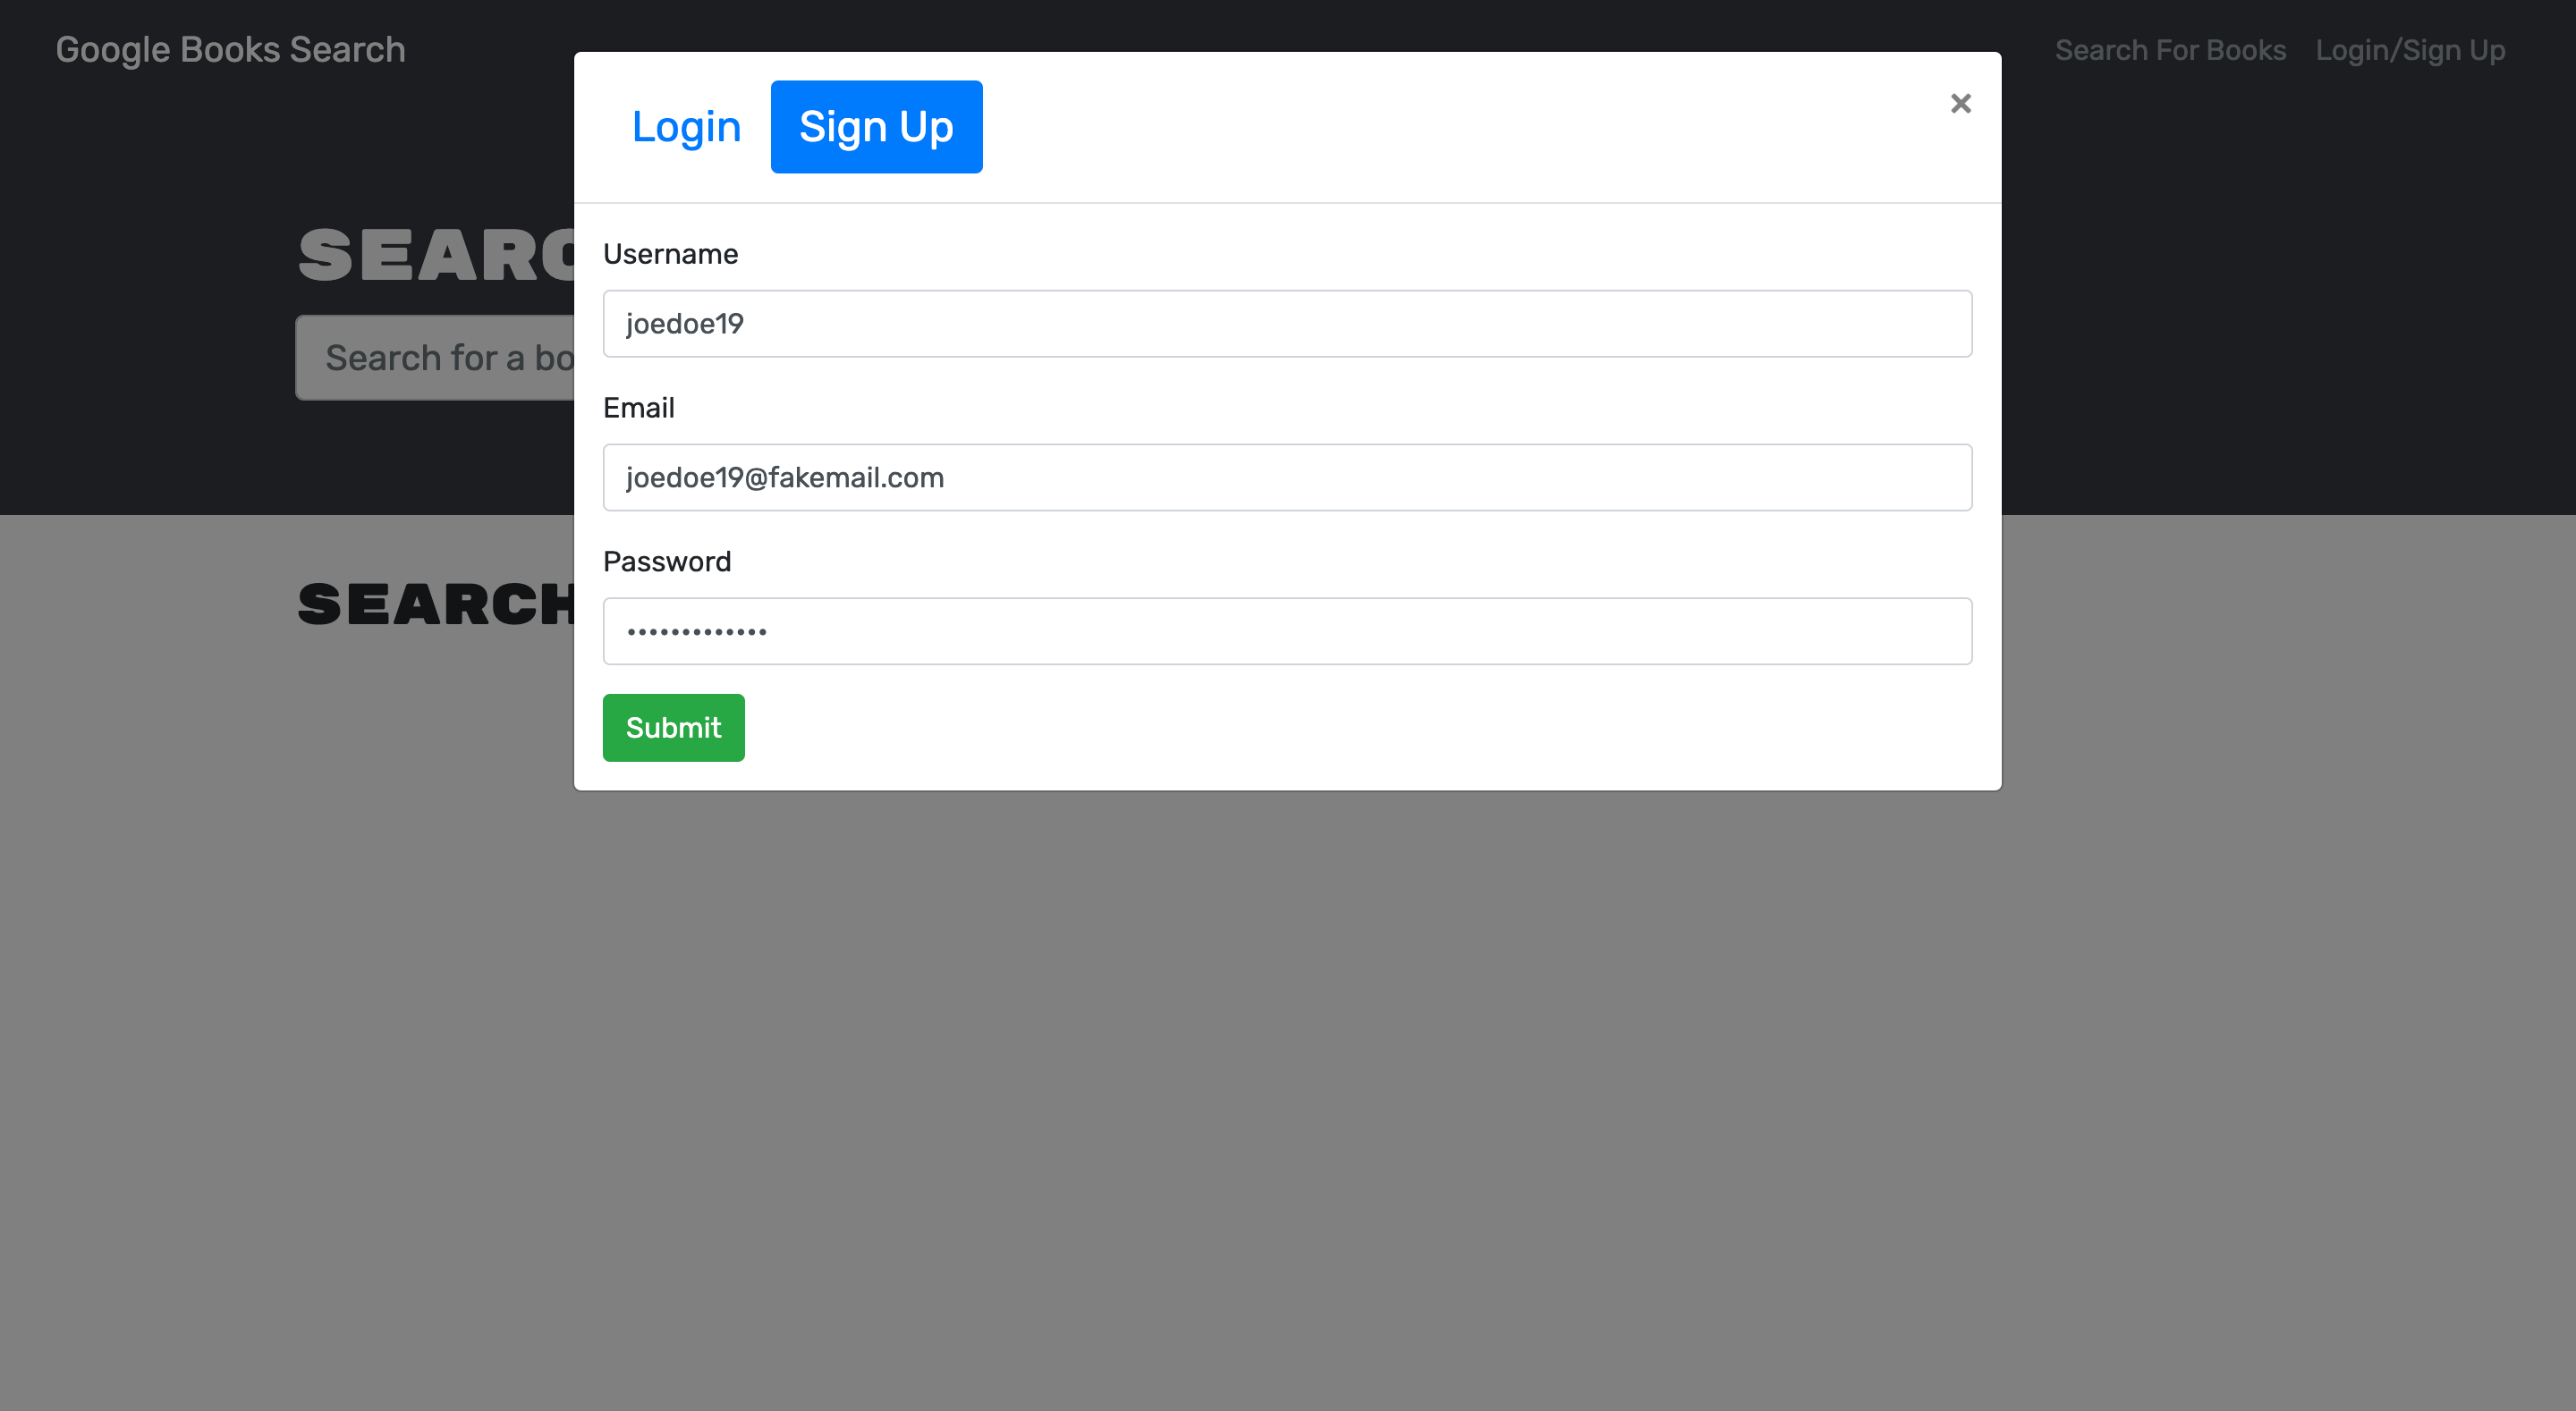 Google Books Search
Search For Books
Login/Sign Up
Login
Sign Up
×
SEARC
Search for a bo
Username
joedoe19
Email
joedoe19@fakemail.com
Password
•••••••••••••
SEARCH
Submit